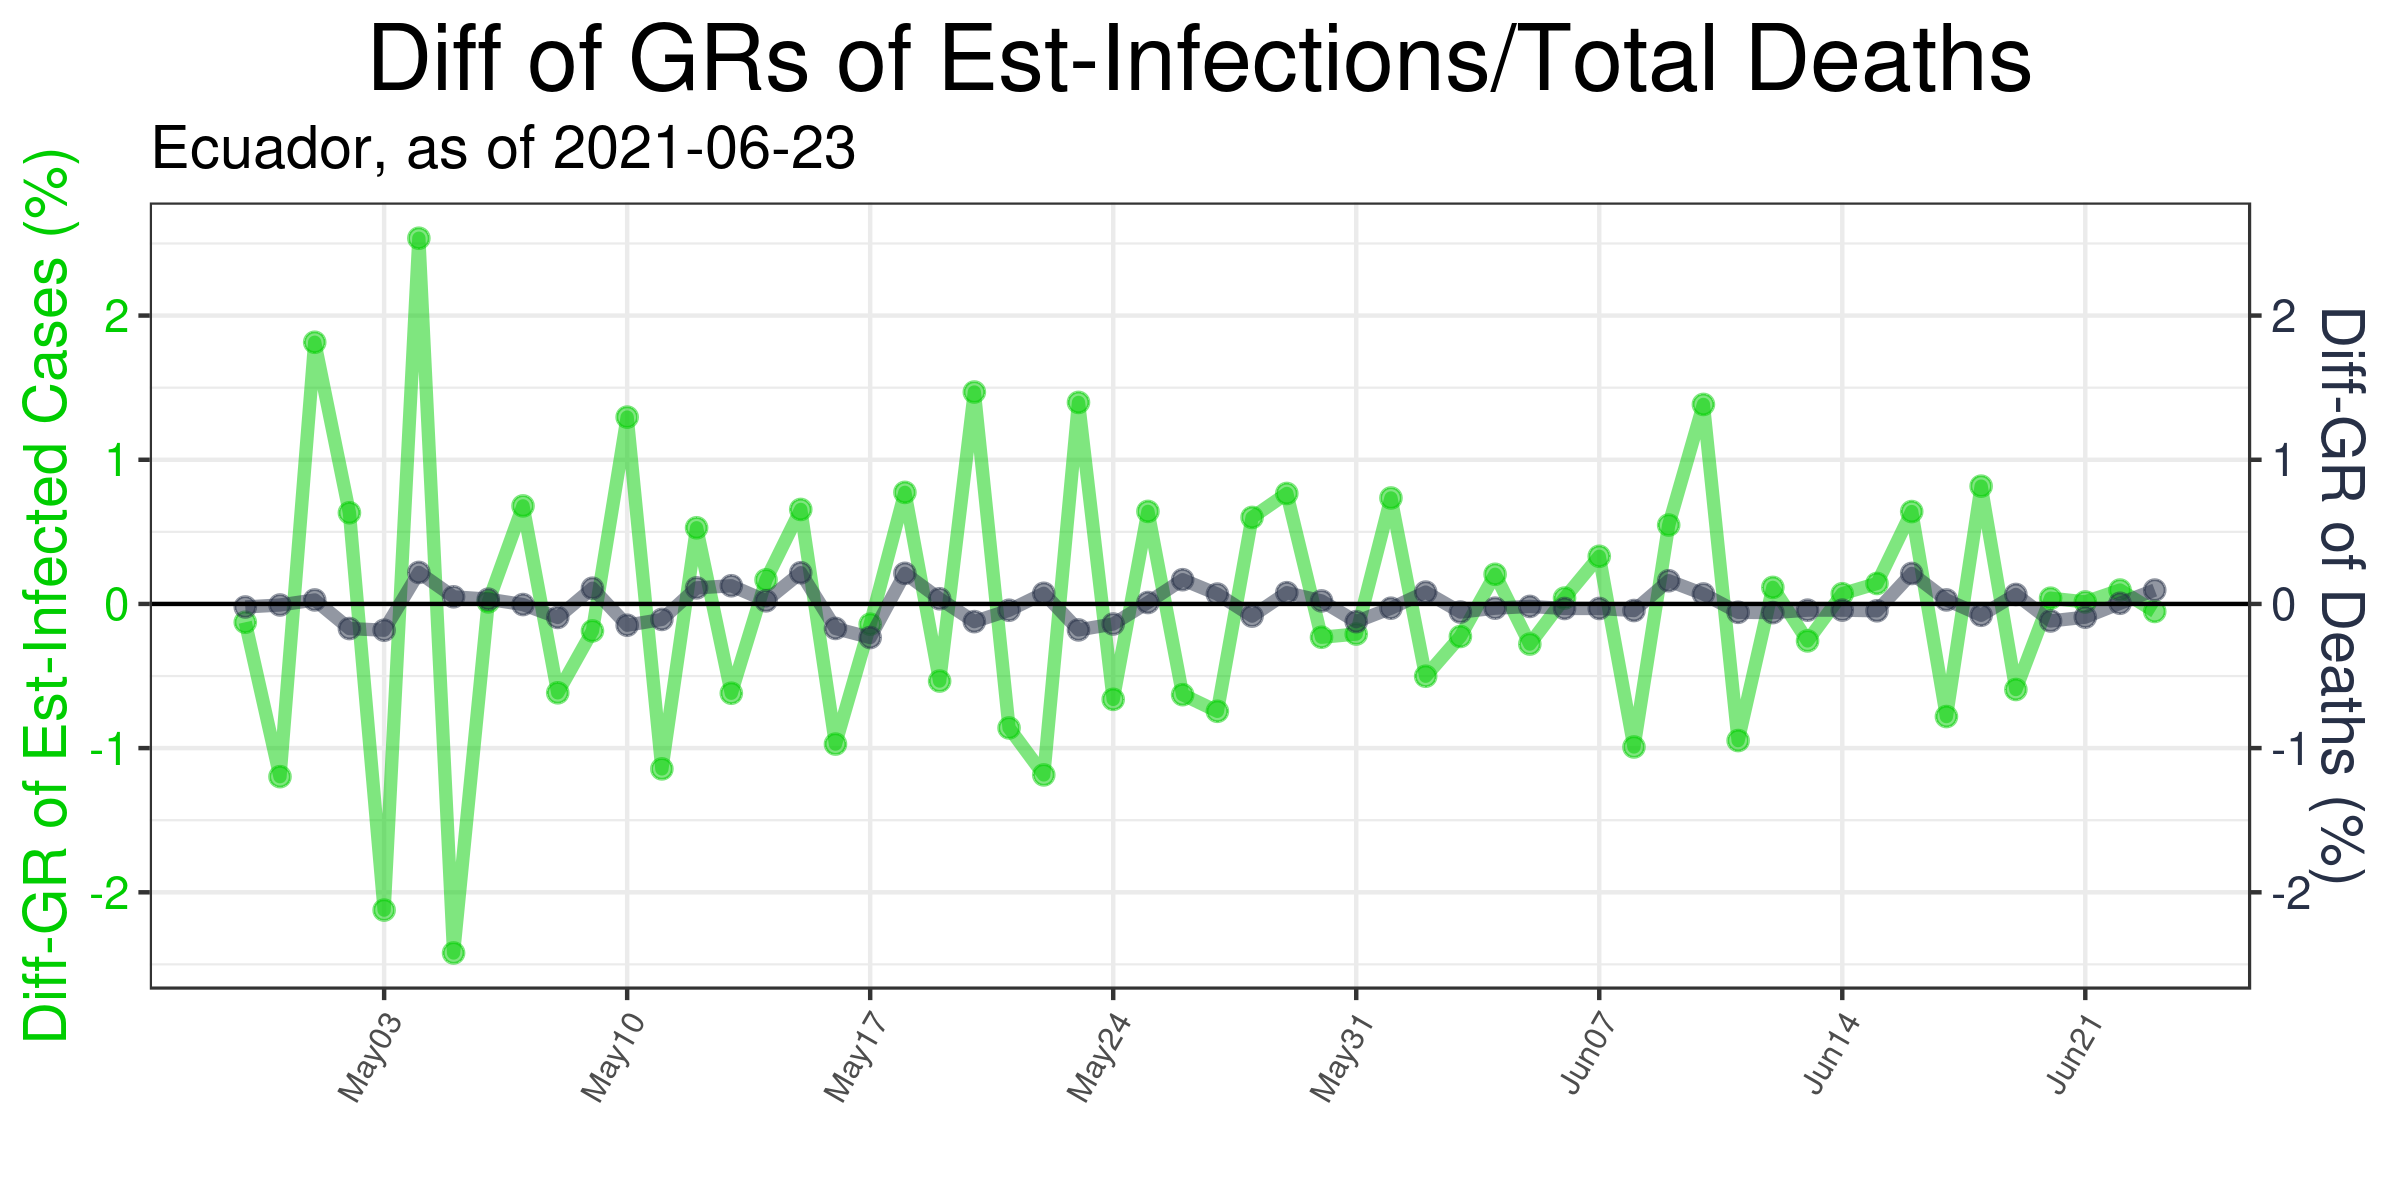 Diff of GRs of Est-Infections/Total Deaths
Ecuador, as of 2021-06-23
Diff-GR of Est-Infected Cases (%)
2
1
0
-1
-2
2
1
0
-1
-2
Diff-GR of Deaths (%)
May03
May10
May17
May24
May31
Jun07
Jun14
Jun21